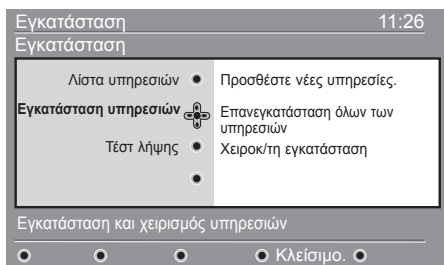 Εγκατάσταση 11:26
Εγκατάσταση
Λίστα υπηρεσιών Προσθέστε νέες υπηρεσίες.
Εγκατάσταση υπηρεσιών Επανεγκατάσταση όλων των
υπηρεσιών
Τέστ λήψης Χειροκ/τη εγκατάσταση
Εγκατάσταση και χειρισμός υπηρεσιών
Κλείσιμο.